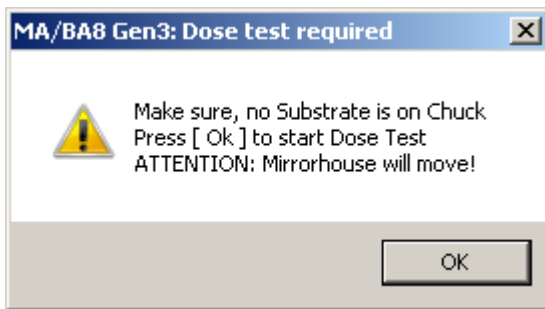 MA/BA8 Gen3: Dose test required
Make sure, no Substrate is on Chuck
Press [ Ok ] to start Dose Test
ATTENTION: Mirrorhouse will move!
OK